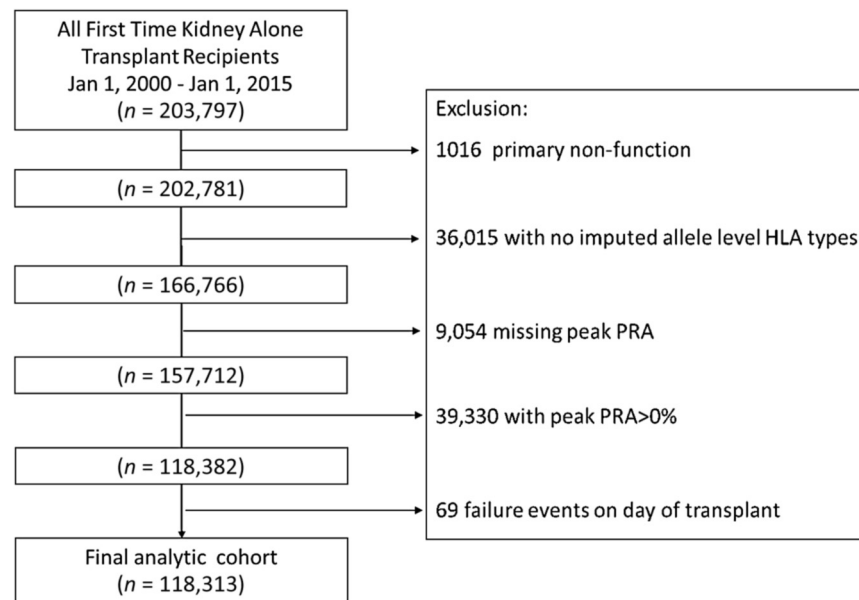 All First Time Kidney Alone
Transplant Recipients
Jan 1, 2000 - Jan 1, 2015
(n = 203,797)
Exclusion:
1016 primary non-function
(n = 202,781)
36,015 with no imputed allele level HLA types
(n = 166,766)
9,054 missing peak PRA
(n = 157,712)
39,330 with peak PRA>0%
(n = 118,382)
69 failure events on day of transplant
Final analytic cohort
(n = 118,313)